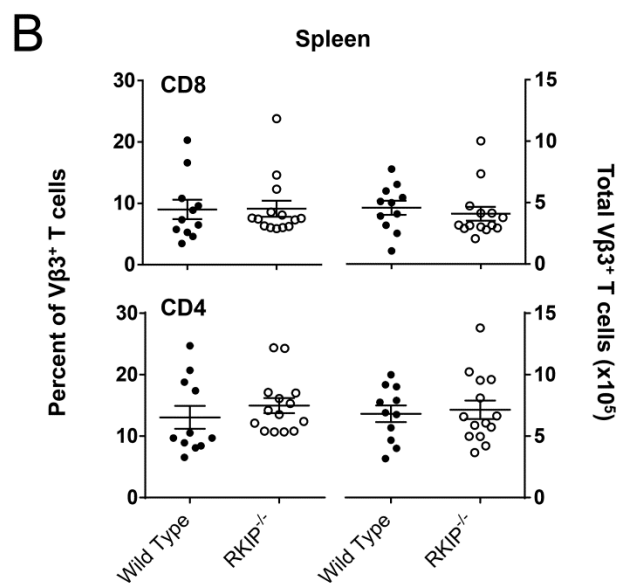 B
Spleen
CD8
30
20
10
0
Percent of Vβ3⁺ T cells
15
10
5
0
Total Vβ3⁺ T cells (x10⁵)
CD4
30
20
10
0
15
10
5
0
Wild Type
RKIP⁻/⁻
Wild Type
RKIP⁻/⁻